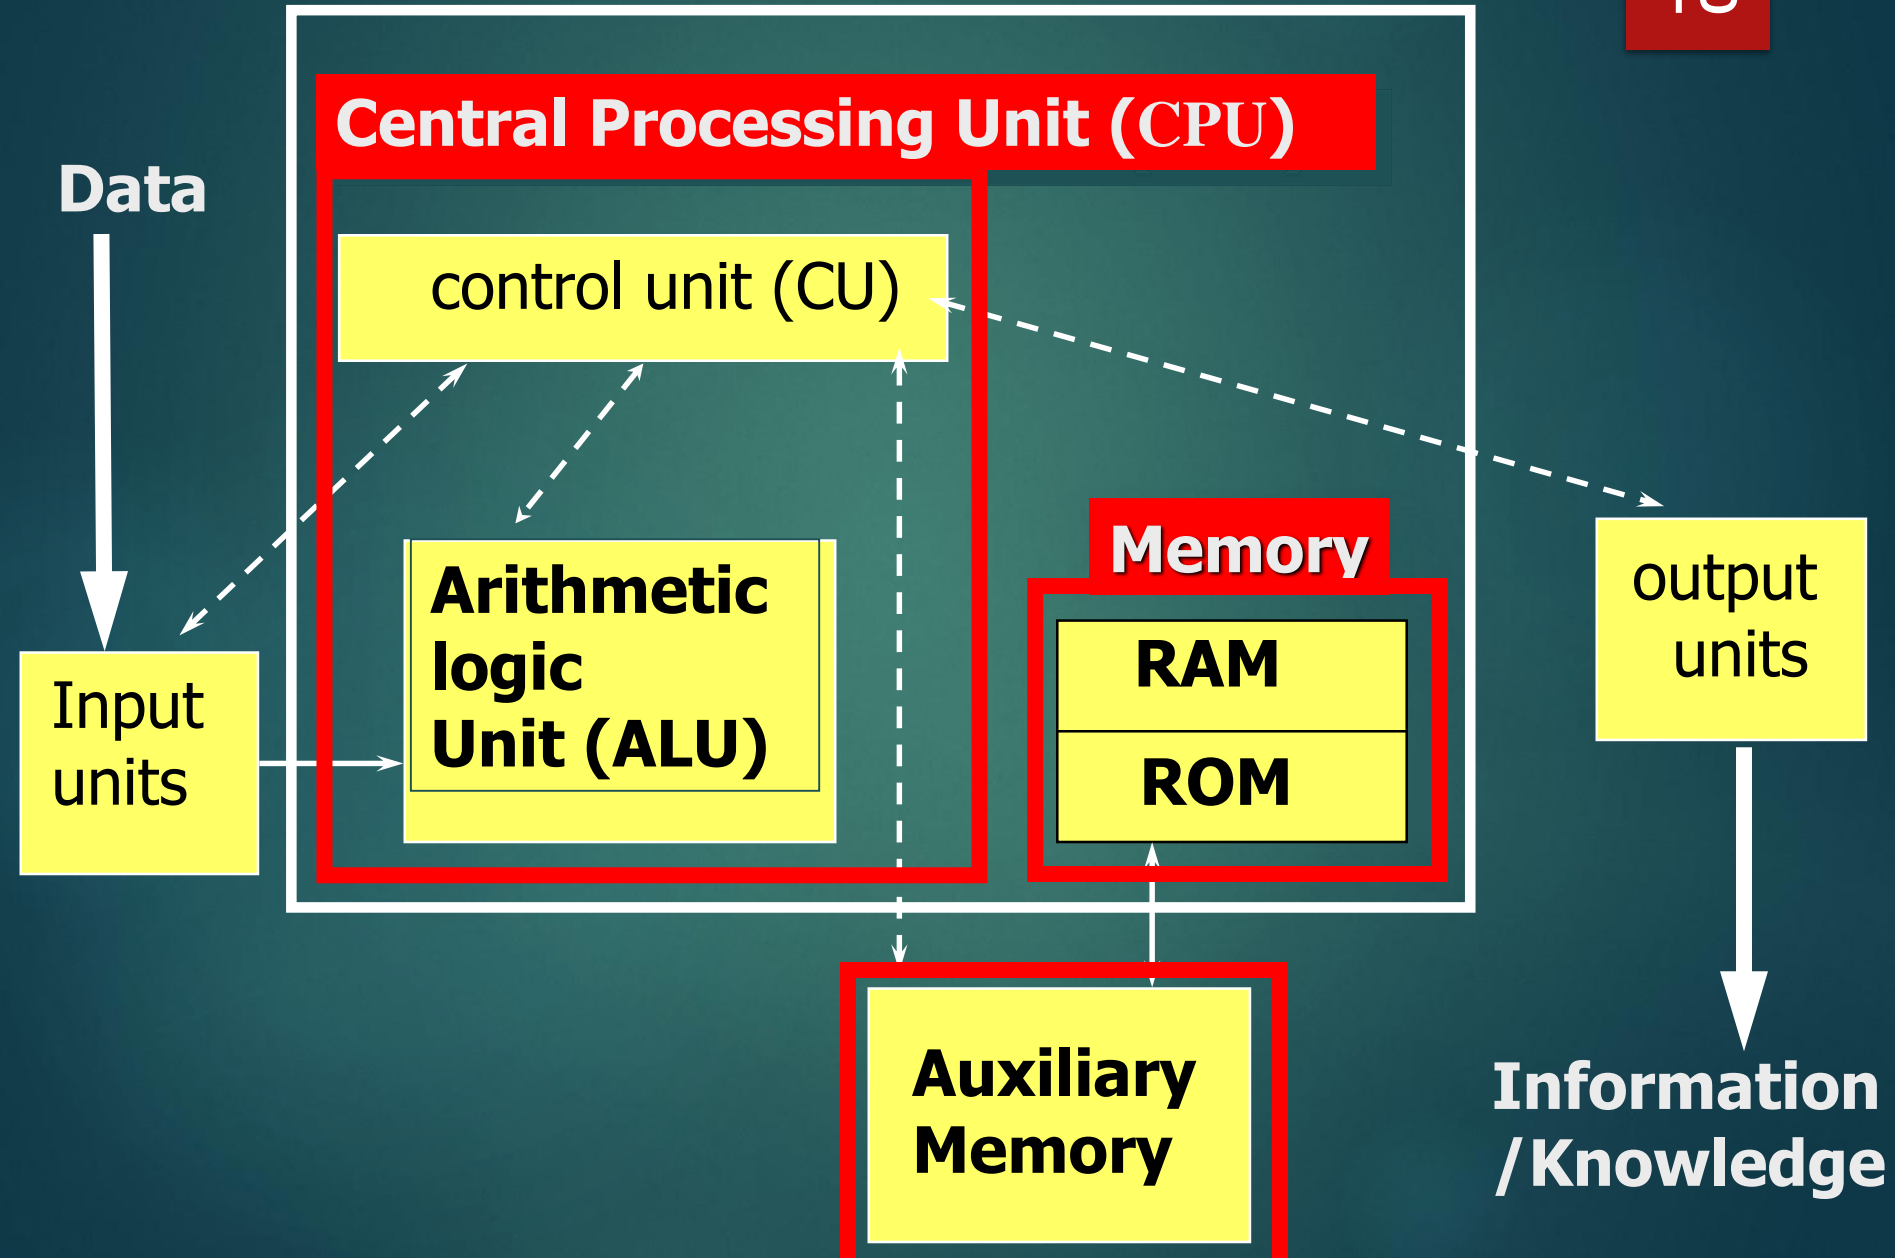 Central Processing Unit (CPU)
Data
control unit (CU)
Arithmetic
logic
Unit (ALU)
Memory
RAM
ROM
Input
units
output
units
Auxiliary
Memory
Information
/Knowledge